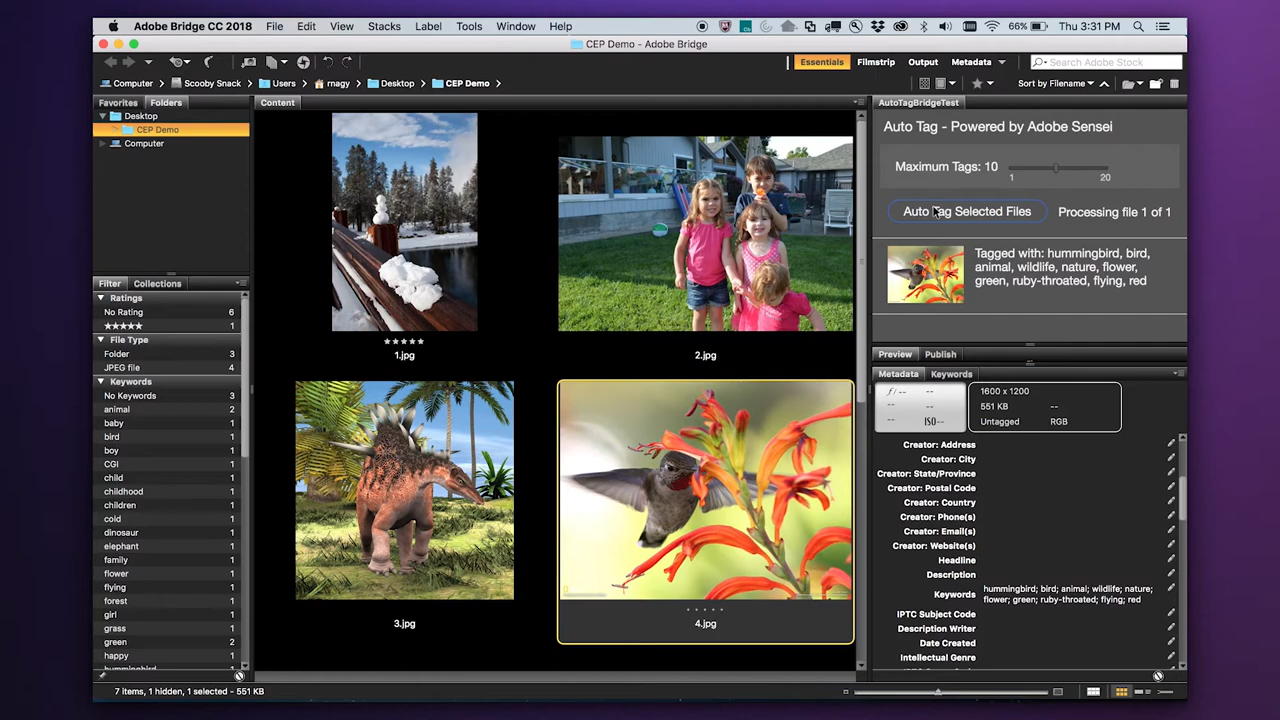 Adobe Bridge CC 2018 File Edit View Stacks Label Tools Window Help 66% Thu 3:31 PM
CEP Demo - Adobe Bridge
Essentials Filmstrip Output Metadata Search Adobe Stock
Computer Scooby Snack Users rnagy Desktop CEP Demo Sort by Filename
Favorites Folders
Desktop
CEP Demo
Computer
Filter Collections
Ratings
No Rating 6
★★★★★ 1
File Type
Folder 3
JPEG file 4
Keywords
No Keywords 3
animal 2
baby 1
bird 1
boy 1
CGI 1
child 1
childhood 1
children 1
cold 1
dinosaur 1
elephant 1
family 1
flower 1
flying 1
forest 1
girl 1
grass 1
green 2
happy 1
hummingbird 1
Content
1.jpg
2.jpg
3.jpg
4.jpg
AutoTagBridgeTest
Auto Tag - Powered by Adobe Sensei
Maximum Tags: 10
1 20
Auto Tag Selected Files Processing file 1 of 1
Tagged with: hummingbird, bird,
animal, wildlife, nature, flower,
green, ruby-throated, flying, red
Preview Publish
Metadata Keywords
ƒ/-- --
-- --
-- ISO--
1600 x 1200
551 KB --
Untagged RGB
Creator: Address
Creator: City
Creator: State/Province
Creator: Postal Code
Creator: Country
Creator: Phone(s)
Creator: Email(s)
Creator: Website(s)
Headline
Description
Keywords hummingbird; bird; animal; wildlife; nature;
flower; green; ruby-throated; flying; red
IPTC Subject Code
Description Writer
Date Created
Intellectual Genre
7 items, 1 hidden, 1 selected - 551 KB